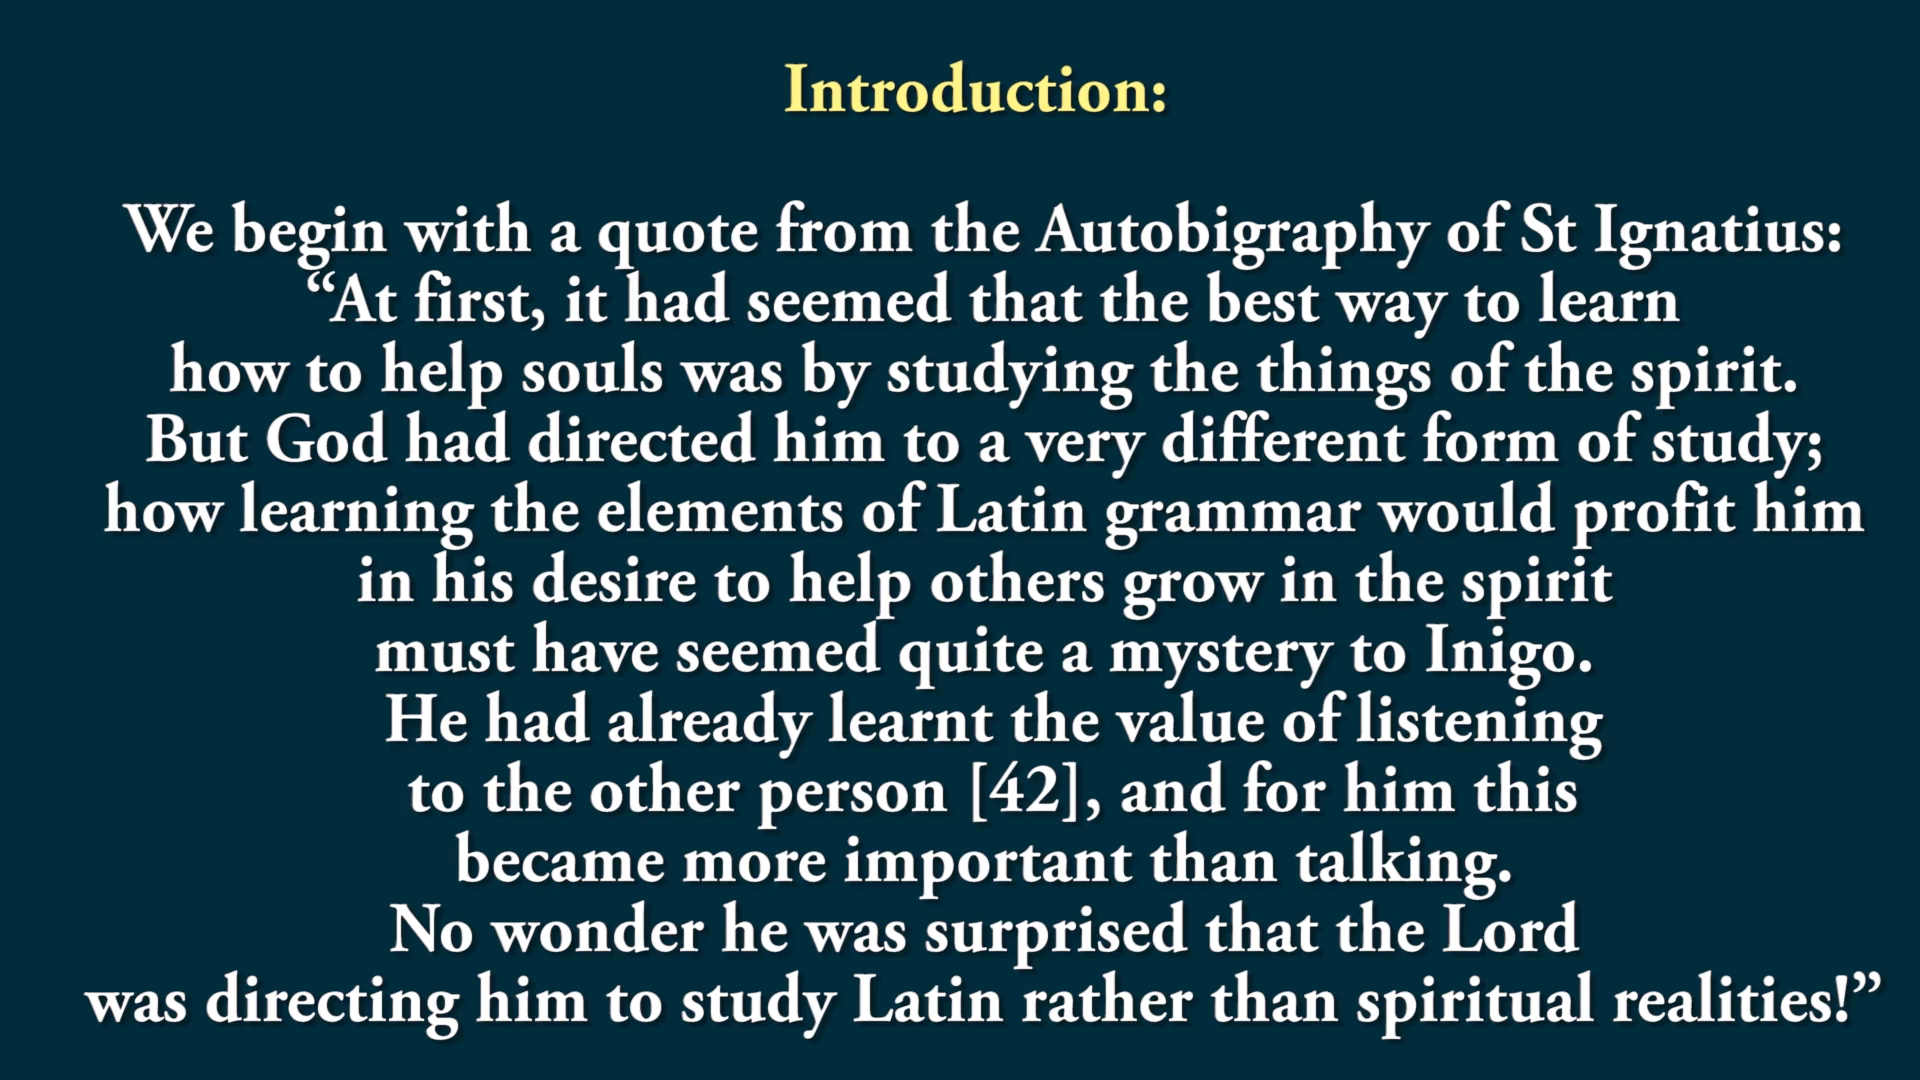 Introduction:
We begin with a quote from the Autobigraphy of St Ignatius:
“At first, it had seemed that the best way to learn
how to help souls was by studying the things of the spirit.
But God had directed him to a very different form of study;
how learning the elements of Latin grammar would profit him
in his desire to help others grow in the spirit
must have seemed quite a mystery to Inigo.
He had already learnt the value of listening
to the other person [42], and for him this
became more important than talking.
No wonder he was surprised that the Lord
was directing him to study Latin rather than spiritual realities!”